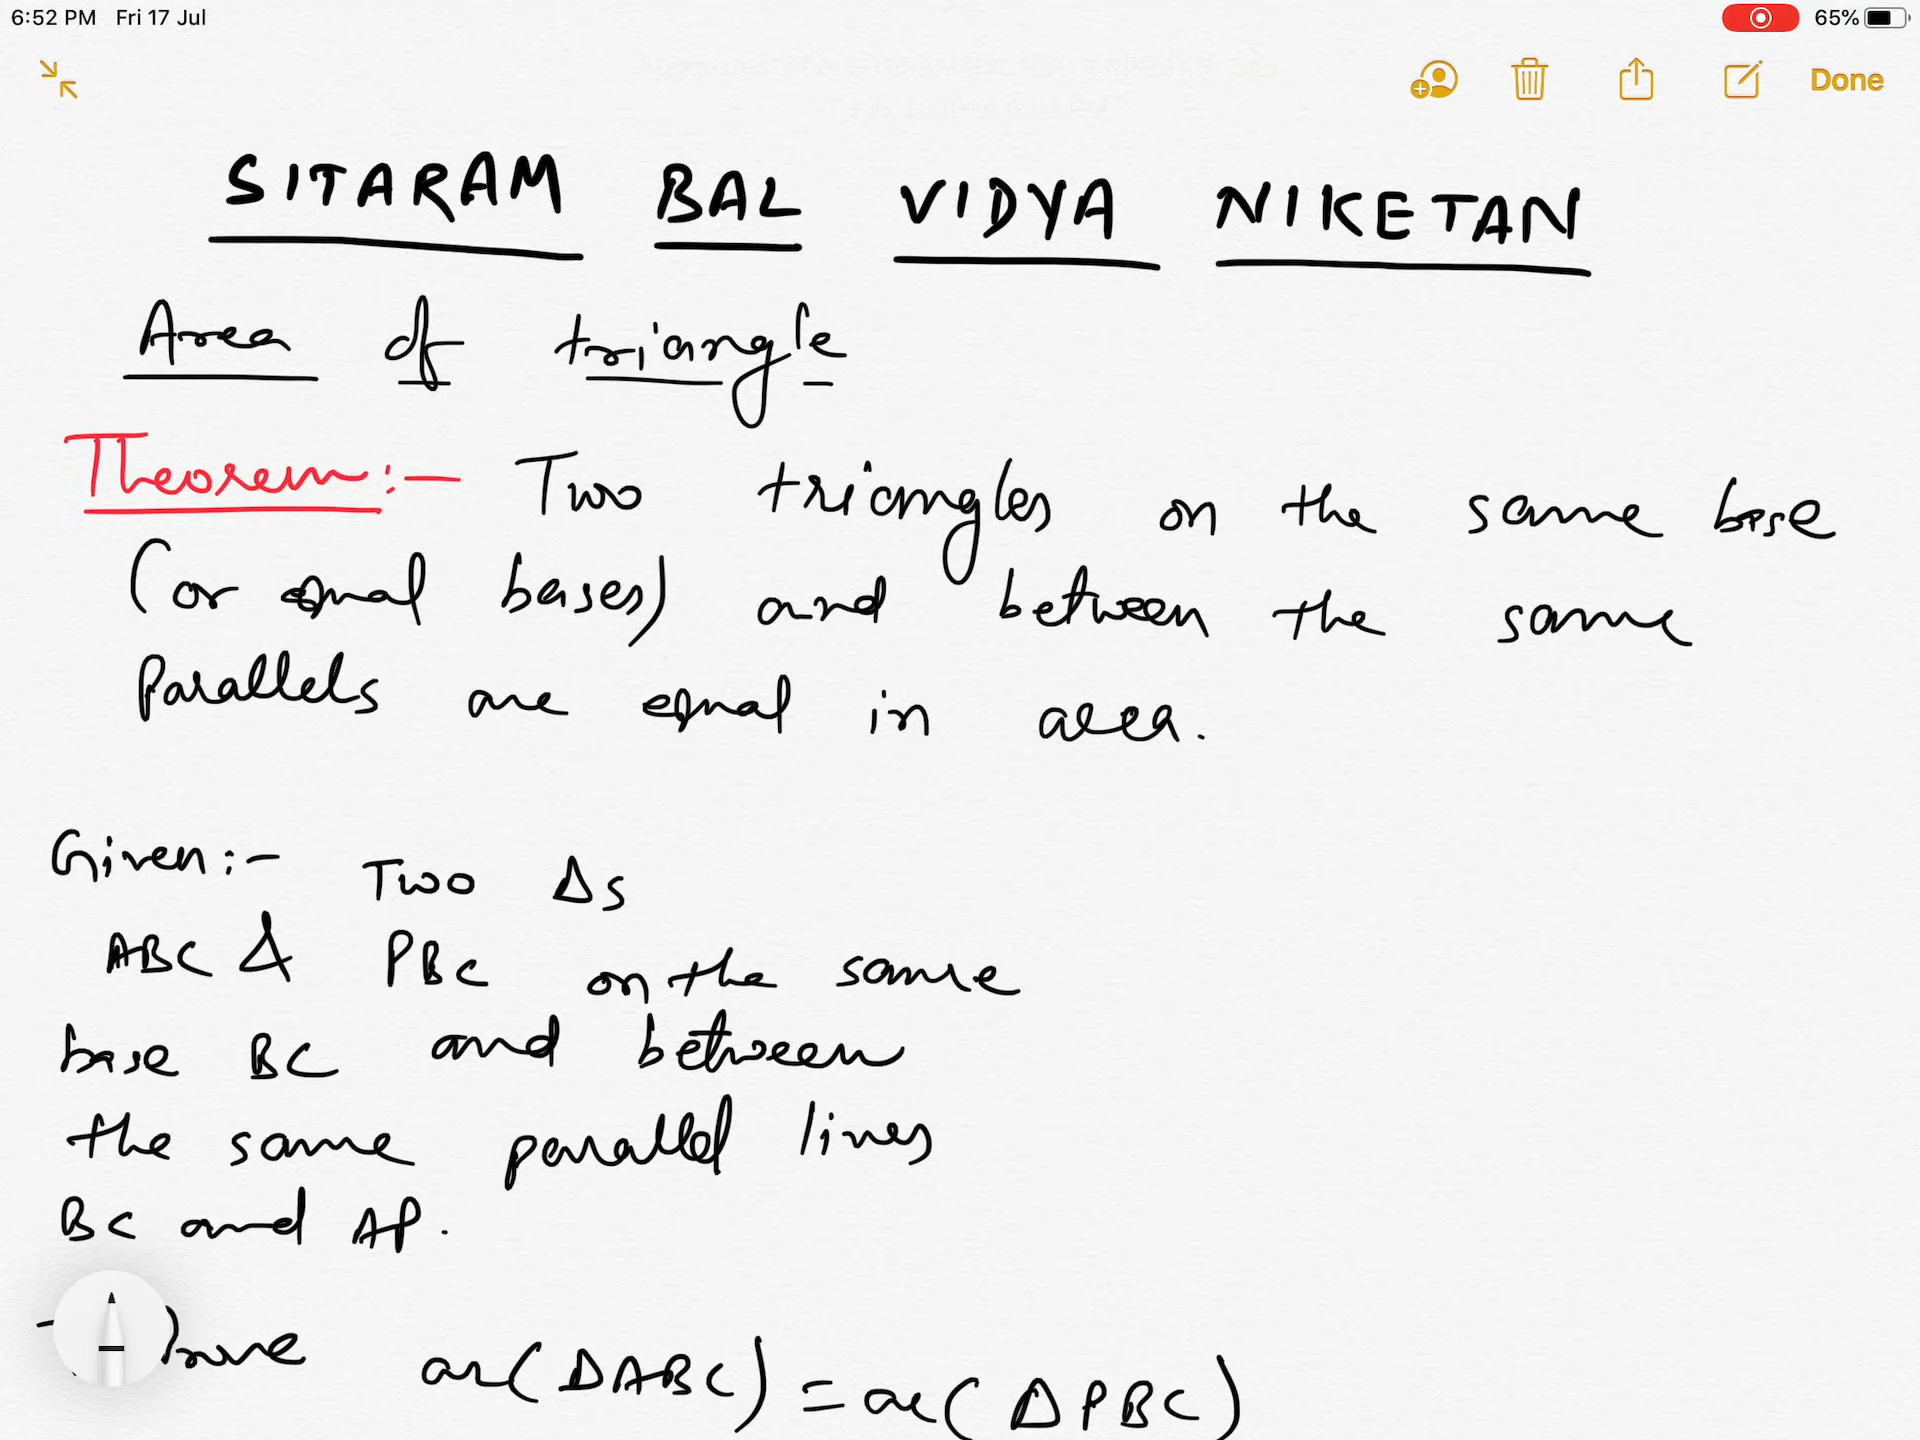 6:52 PM Fri 17 Jul 65%
Done
SITARAM BAL VIDYA NIKETAN
Area of triangle
Theorem:- Two triangles on the same base
(or equal bases) and between the same
Parallels are equal in area.
Given:- Two Δs
ABC & PBC on the same
base BC and between
the same parallel lines
BC and AP.
Prove ar(ΔABC) = ar(ΔPBC)